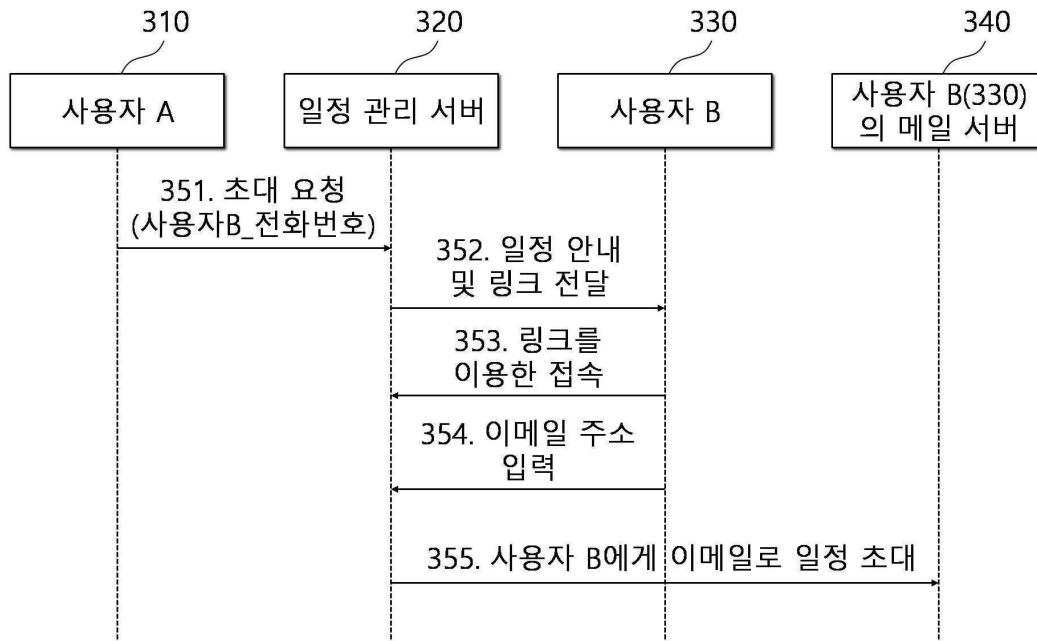 310
320
330
340
사용자 A
일정 관리 서버
사용자 B
사용자 B(330)
의 메일 서버
351. 초대 요청
(사용자B_전화번호)
352. 일정 안내
및 링크 전달
353. 링크를
이용한 접속
354. 이메일 주소
입력
355. 사용자 B에게 이메일로 일정 초대